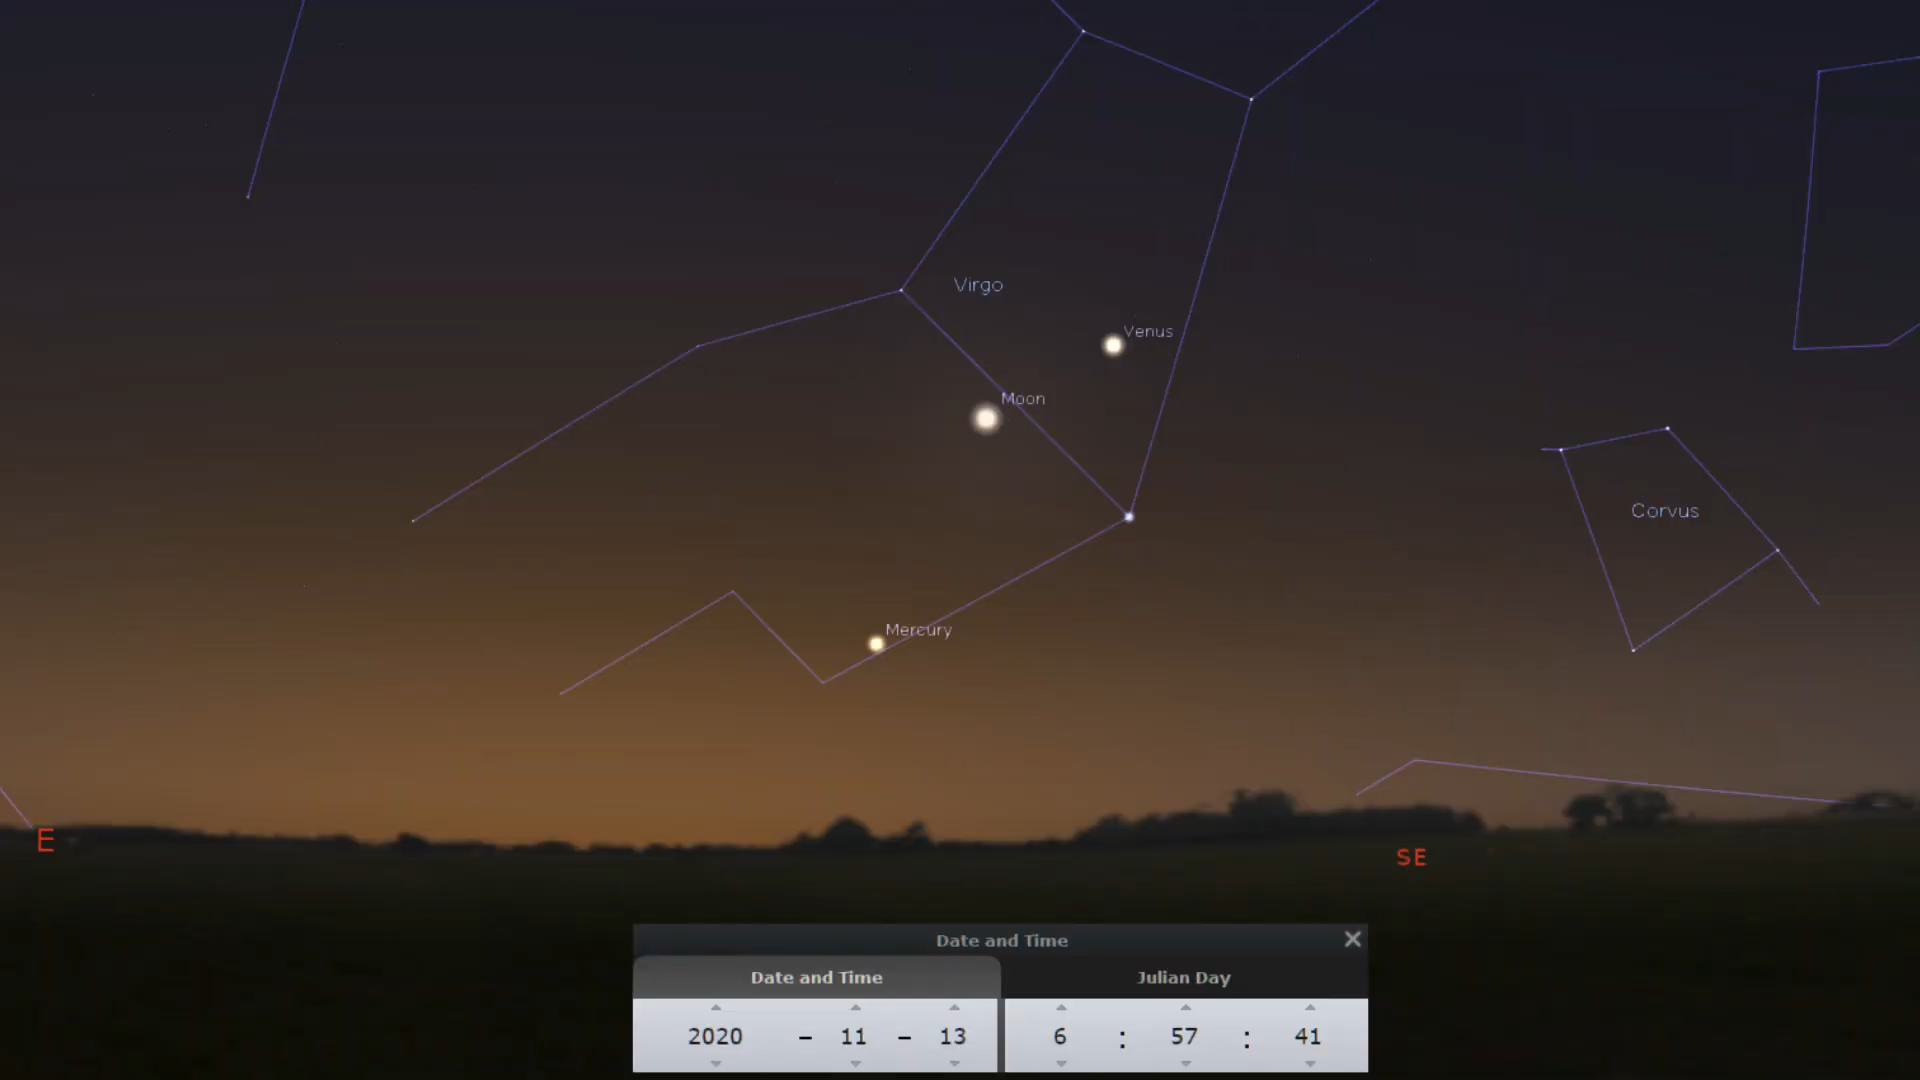 Virgo
Venus
Moon
Corvus
Mercury
E
SE
Date and Time
Date and Time
Julian Day
2020 - 11 - 13 6 : 57 : 41